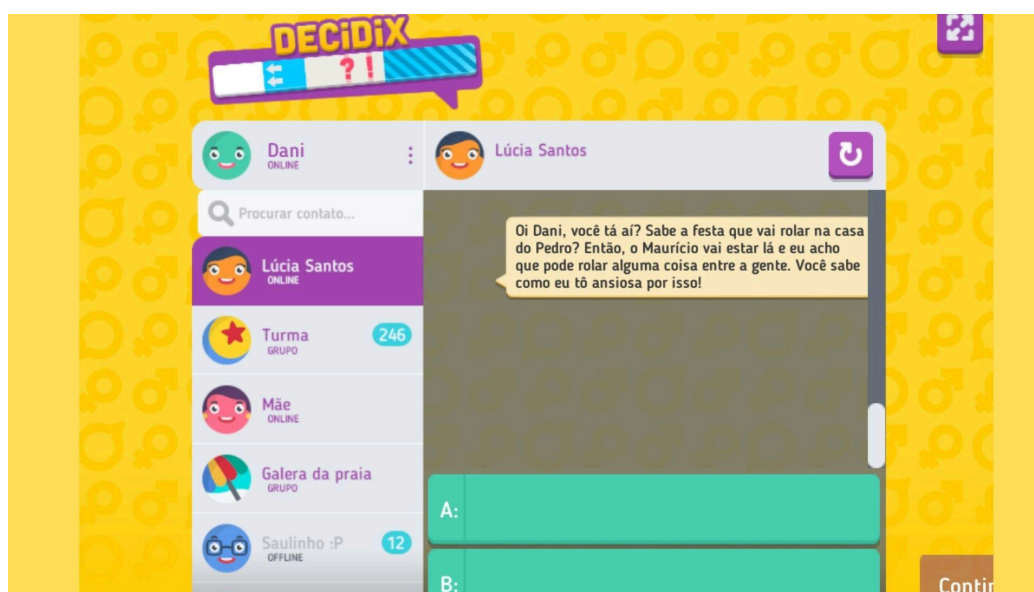 DECiDiX
?!
Dani
ONLINE
Procurar contato...
Lúcia Santos
ONLINE
Turma
GRUPO
246
Mãe
ONLINE
Galera da praia
GRUPO
Saulinho :P
OFFLINE
12
Lúcia Santos
Oi Dani, você tá aí? Sabe a festa que vai rolar na casa
do Pedro? Então, o Maurício vai estar lá e eu acho
que pode rolar alguma coisa entre a gente. Você sabe
como eu tô ansiosa por isso!
A:
B:
Contin